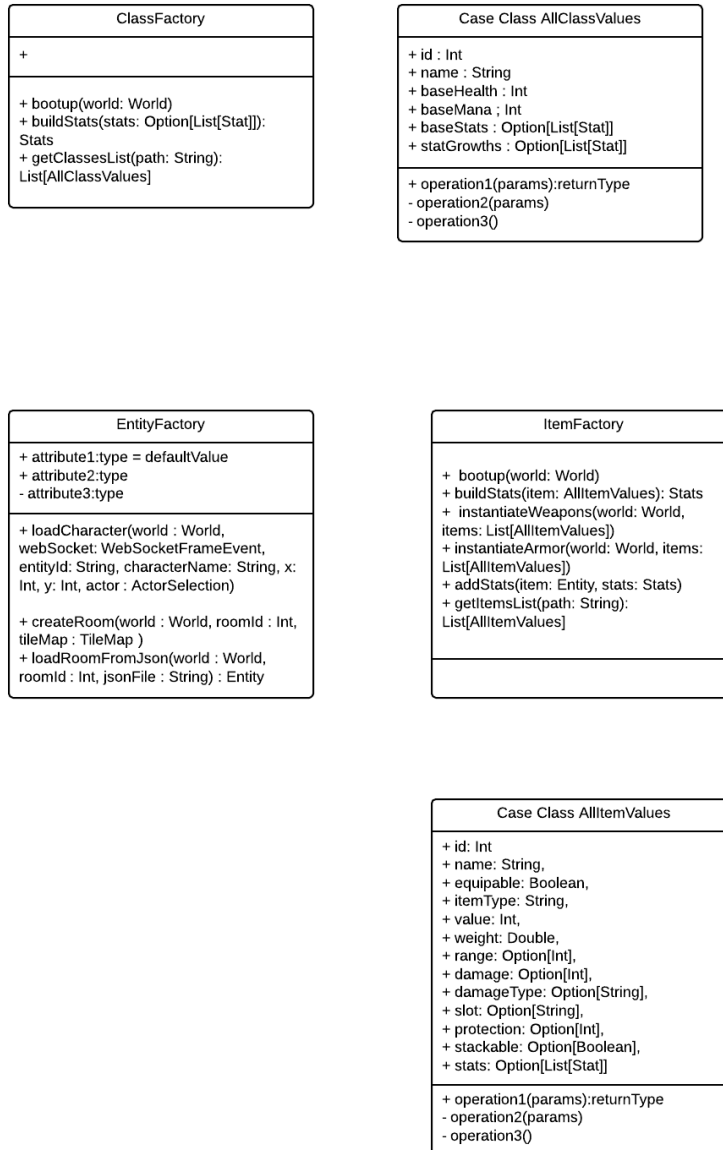 ClassFactory
+
+ bootup(world: World)
+ buildStats(stats: Option[List[Stat]]):
Stats
+ getClassesList(path: String):
List[AllClassValues]
Case Class AllClassValues
+ id : Int
+ name : String
+ baseHealth : Int
+ baseMana ; Int
+ baseStats : Option[List[Stat]]
+ statGrowths : Option[List[Stat]]
+ operation1(params):returnType
- operation2(params)
- operation3()
EntityFactory
+ attribute1:type = defaultValue
+ attribute2:type
- attribute3:type
+ loadCharacter(world : World,
webSocket: WebSocketFrameEvent,
entityId: String, characterName: String, x:
Int, y: Int, actor : ActorSelection)
+ createRoom(world : World, roomId : Int,
tileMap : TileMap )
+ loadRoomFromJson(world : World,
roomId : Int, jsonFile : String) : Entity
ItemFactory
+ bootup(world: World)
+ buildStats(item: AllItemValues): Stats
+ instantiateWeapons(world: World,
items: List[AllItemValues])
+ instantiateArmor(world: World, items:
List[AllItemValues])
+ addStats(item: Entity, stats: Stats)
+ getItemsList(path: String):
List[AllItemValues]
Case Class AllItemValues
+ id: Int
+ name: String,
+ equipable: Boolean,
+ itemType: String,
+ value: Int,
+ weight: Double,
+ range: Option[Int],
+ damage: Option[Int],
+ damageType: Option[String],
+ slot: Option[String],
+ protection: Option[Int],
+ stackable: Option[Boolean],
+ stats: Option[List[Stat]]
+ operation1(params):returnType
- operation2(params)
- operation3()